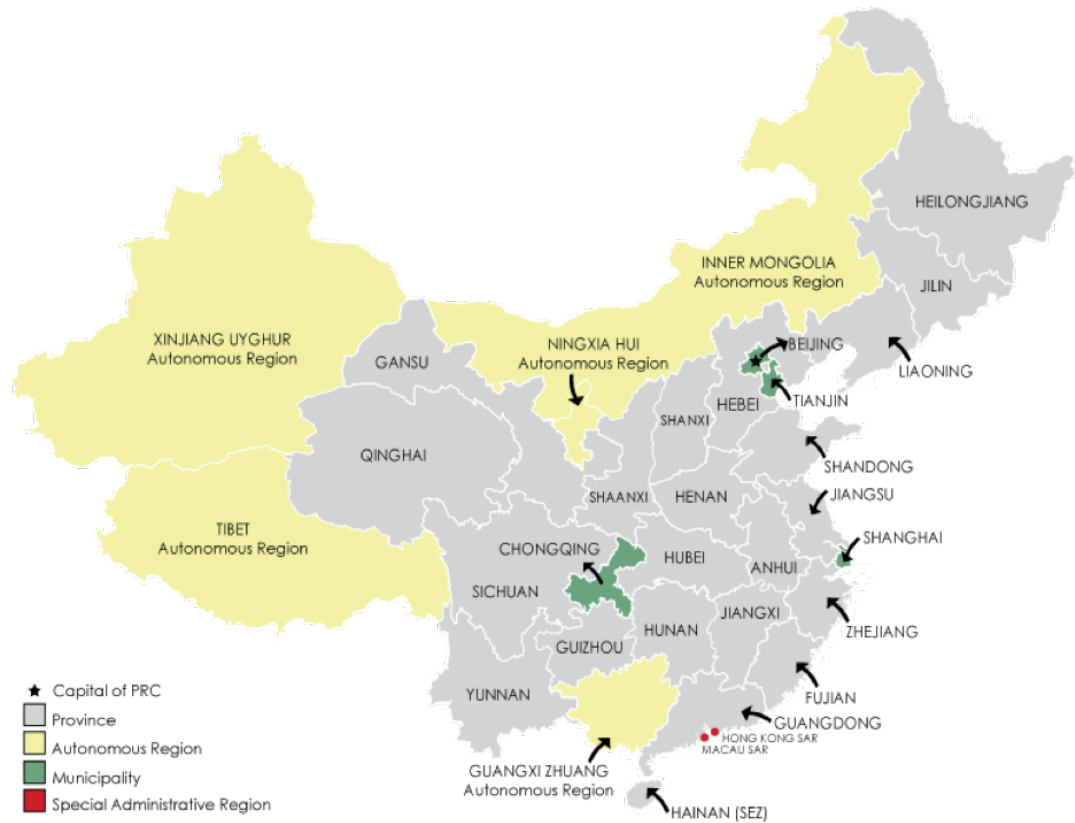 HEILONGJIANG
INNER MONGOLIA
Autonomous Region
JILIN
XINJIANG UYGHUR
Autonomous Region
NINGXIA HUI
Autonomous Region
BEIJING
GANSU
LIAONING
TIANJIN
HEBEI
SHANXI
QINGHAI
SHANDONG
SHAANXI
HENAN
JIANGSU
TIBET
Autonomous Region
SHANGHAI
CHONGQING
HUBEI
ANHUI
SICHUAN
JIANGXI
HUNAN
ZHEJIANG
GUIZHOU
YUNNAN
FUJIAN
GUANGDONG
HONG KONG SAR
MACAU SAR
GUANGXI ZHUANG
Autonomous Region
HAINAN (SEZ)
Capital of PRC
Province
Autonomous Region
Municipality
Special Administrative Region